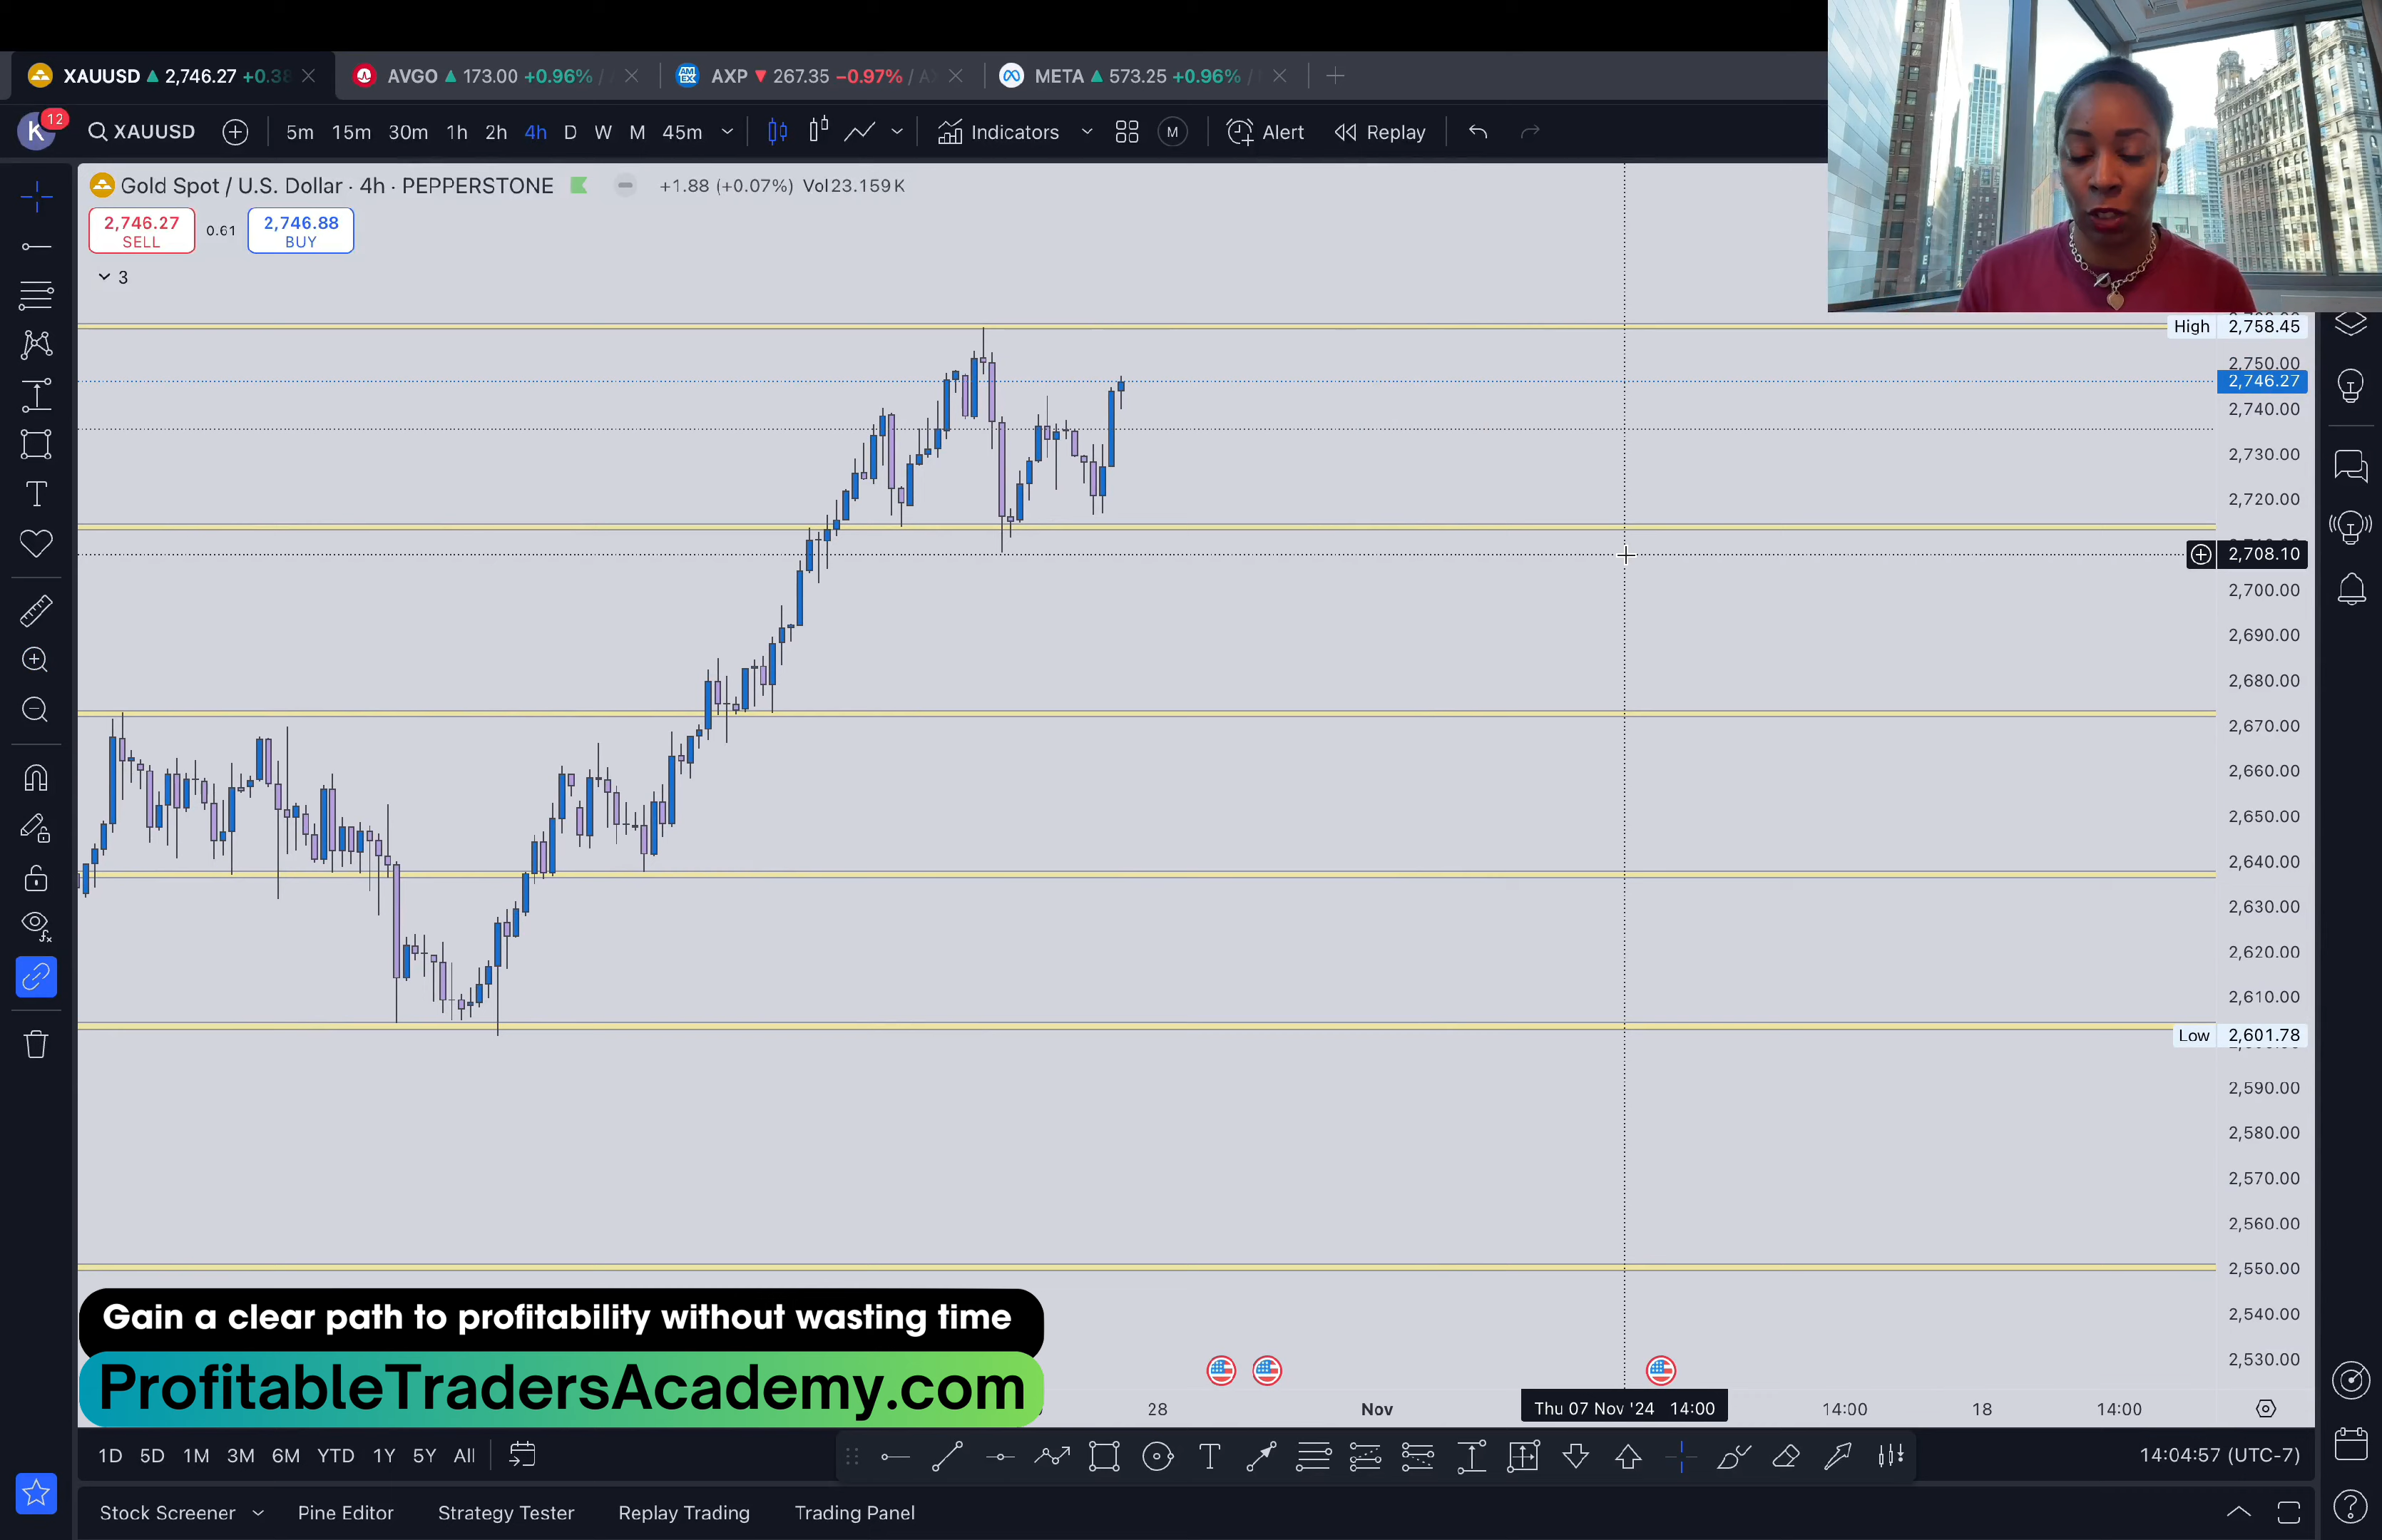 XAUUSD ▲ 2,746.27 +0.38
AVGO ▲ 173.00 +0.96% /
AXP ▼ 267.35 −0.97% / AX
META ▲ 573.25 +0.96% /
K 12 XAUUSD 5m 15m 30m 1h 2h 4h D W M 45m Indicators M Alert Replay
Gold Spot / U.S. Dollar · 4h · PEPPERSTONE +1.88 (+0.07%) Vol 23.159 K
2,746.27 0.61 2,746.88
SELL BUY
3
High 2,758.45
2,750.00
2,746.27
2,740.00
2,730.00
2,720.00
2,708.10
2,700.00
2,690.00
2,680.00
2,670.00
2,660.00
2,650.00
2,640.00
2,630.00
2,620.00
2,610.00
Low 2,601.78
2,590.00
2,580.00
2,570.00
2,560.00
2,550.00
2,540.00
2,530.00
Gain a clear path to profitability without wasting time
ProfitableTradersAcademy.com
28 Nov Thu 07 Nov '24 14:00 14:00 18 14:00
1D 5D 1M 3M 6M YTD 1Y 5Y All 14:04:57 (UTC-7)
Stock Screener Pine Editor Strategy Tester Replay Trading Trading Panel